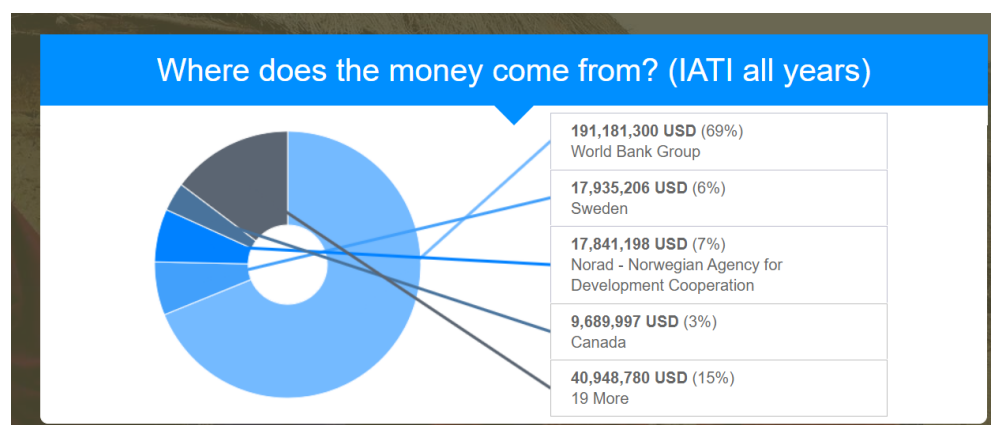 Where does the money come from? (IATI all years)
191,181,300 USD (69%)
World Bank Group
17,935,206 USD (6%)
Sweden
17,841,198 USD (7%)
Norad - Norwegian Agency for
Development Cooperation
9,689,997 USD (3%)
Canada
40,948,780 USD (15%)
19 More